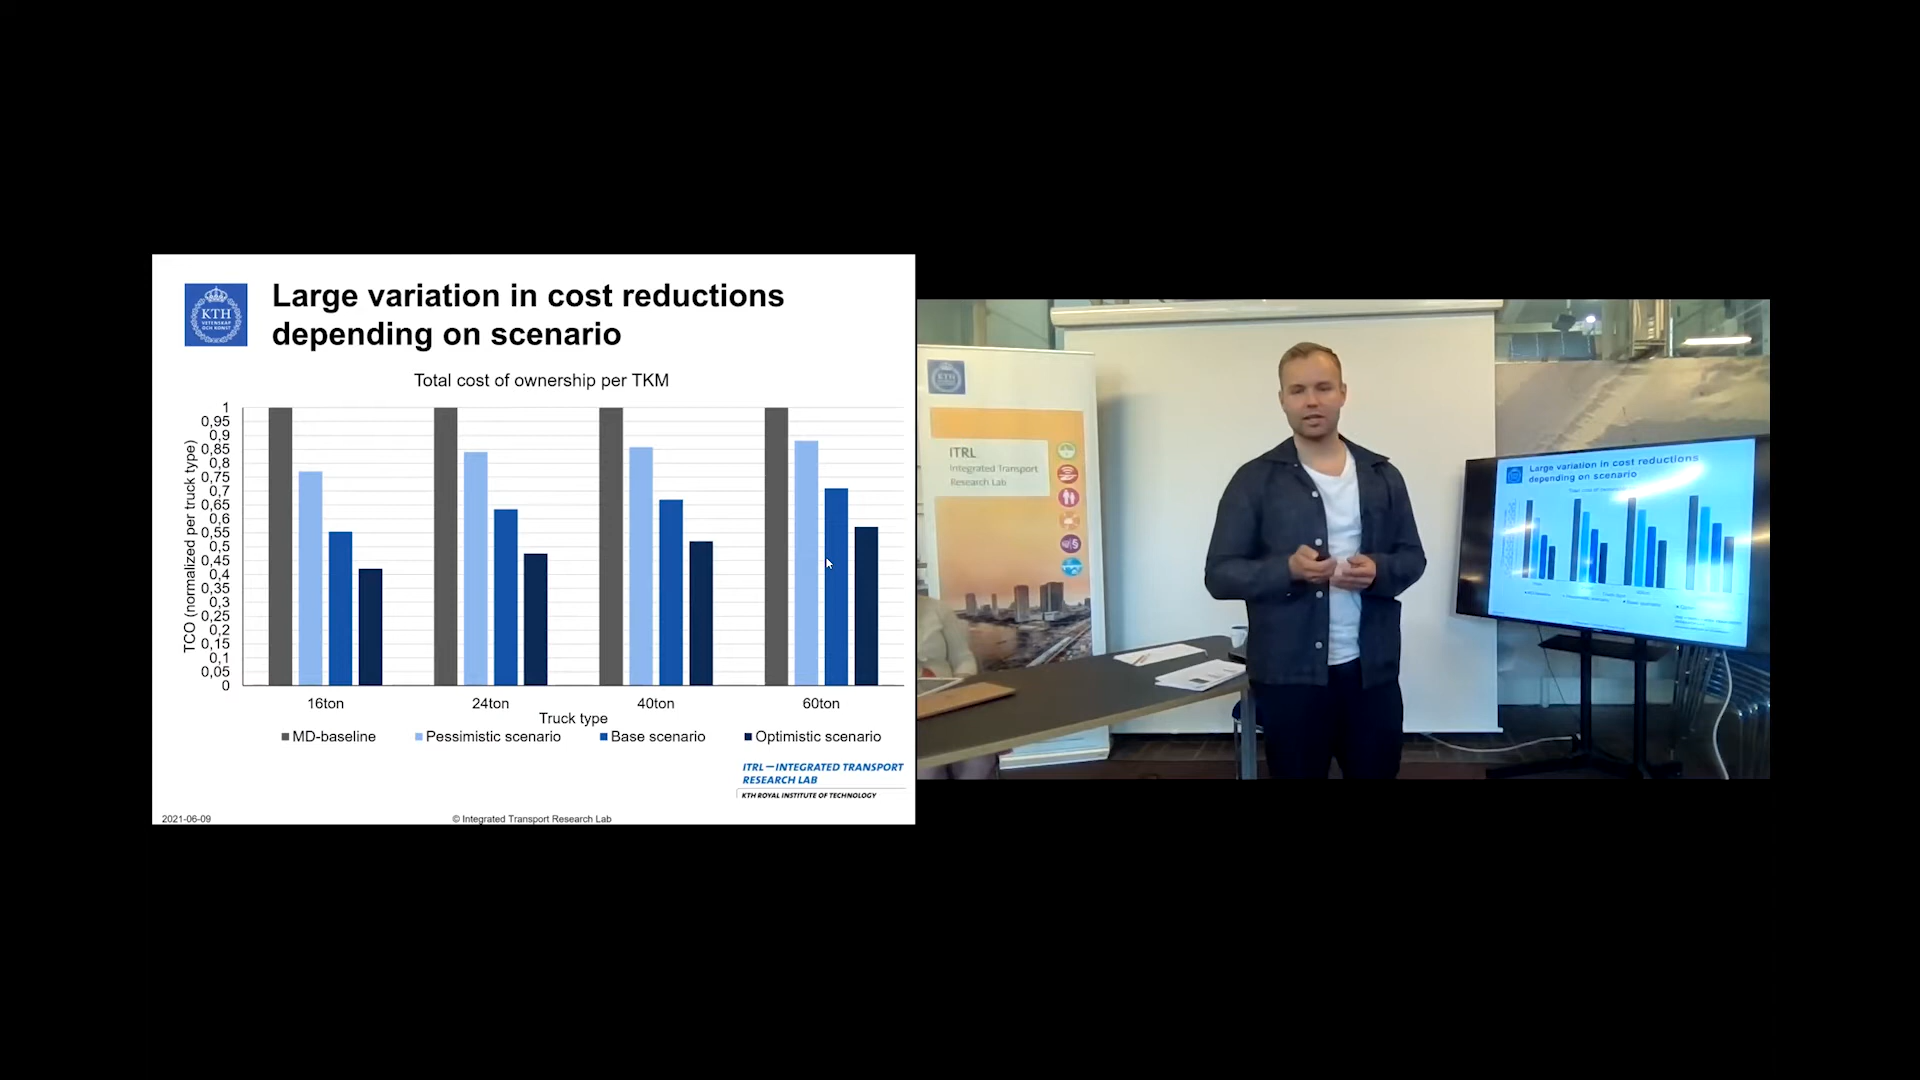 KTH
VETENSKAP
OCH KONST
Large variation in cost reductions
depending on scenario
Total cost of ownership per TKM
TCO (normalized per truck type)
1
0,95
0,9
0,85
0,8
0,75
0,7
0,65
0,6
0,55
0,5
0,45
0,4
0,35
0,3
0,25
0,2
0,15
0,1
0,05
0
16ton
24ton
40ton
60ton
Truck type
MD-baseline
Pessimistic scenario
Base scenario
Optimistic scenario
ITRL—INTEGRATED TRANSPORT
RESEARCH LAB
KTH ROYAL INSTITUTE OF TECHNOLOGY
2021-06-09
© Integrated Transport Research Lab
KTH
ITRL
Integrated Transport
Research Lab
Large variation in cost reductions
depending on scenario